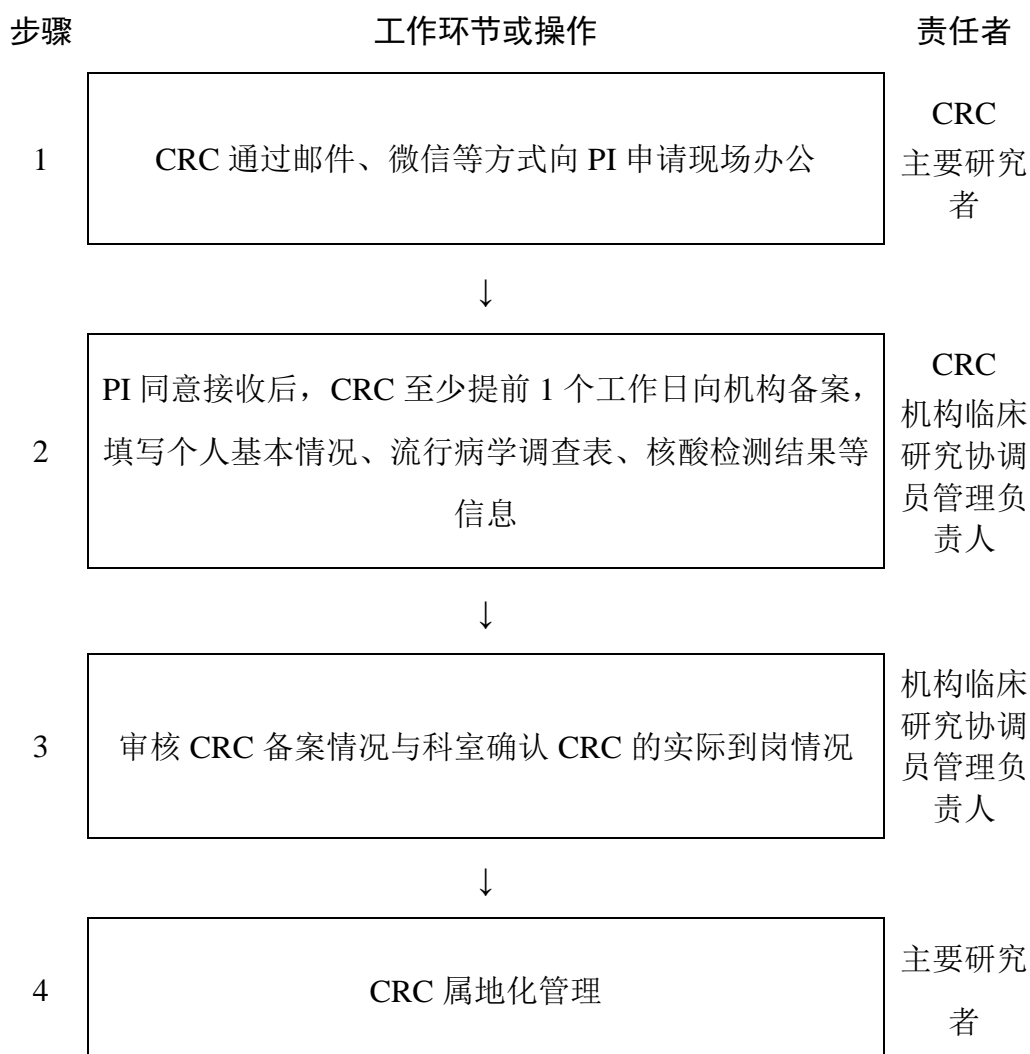 步骤 工作环节或操作 责任者
1
CRC 通过邮件、微信等方式向 PI 申请现场办公
CRC
主要研究
者
↓
2
PI 同意接收后，CRC 至少提前 1 个工作日向机构备案，
填写个人基本情况、流行病学调查表、核酸检测结果等
信息
CRC
机构临床
研究协调
员管理负
责人
↓
3
审核 CRC 备案情况与科室确认 CRC 的实际到岗情况
机构临床
研究协调
员管理负
责人
↓
4
CRC 属地化管理
主要研究
者